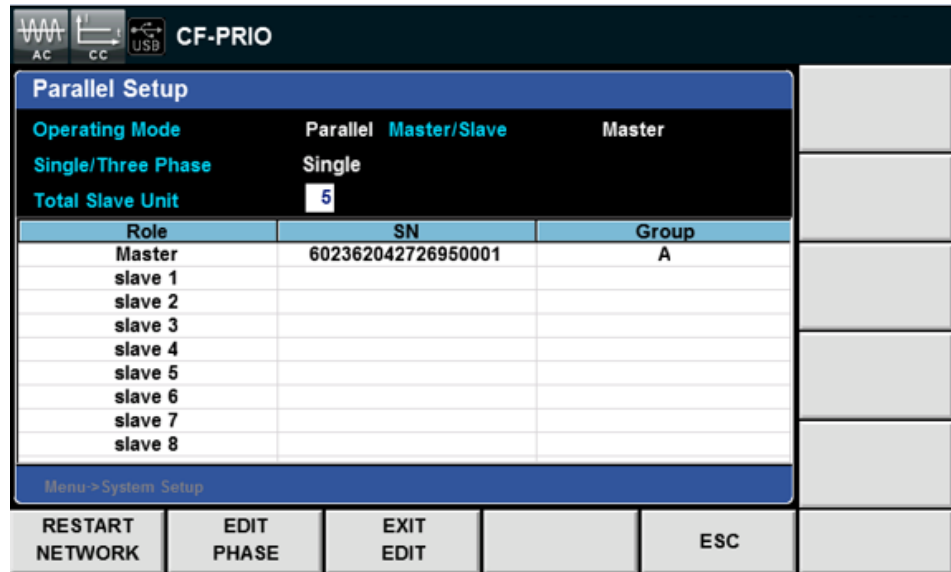 AC CC USB CF-PRIO
Parallel Setup
Operating Mode Parallel Master/Slave Master
Single/Three Phase Single
Total Slave Unit 5
Role SN Group
Master 602362042726950001 A
slave 1
slave 2
slave 3
slave 4
slave 5
slave 6
slave 7
slave 8
Menu->System Setup
RESTART NETWORK EDIT PHASE EXIT EDIT ESC